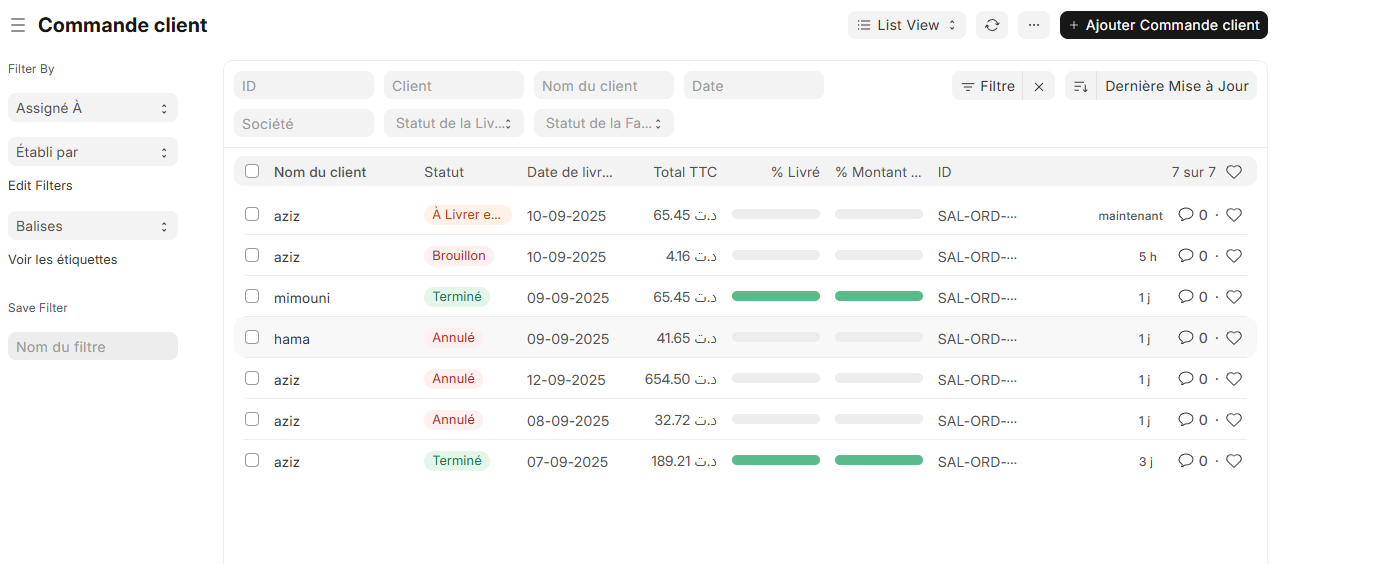 Commande client
List View
Ajouter Commande client
Filter By
Assigné À
Établi par
Edit Filters
Balises
Voir les étiquettes
Save Filter
Nom du filtre
ID Client Nom du client Date
Filtre Dernière Mise à Jour
Société Statut de la Liv... Statut de la Fa...
Nom du client Statut Date de livr... Total TTC % Livré % Montant ... ID 7 sur 7
aziz À Livrer e... 10-09-2025 65.45 د.ت SAL-ORD-... maintenant 0
aziz Brouillon 10-09-2025 4.16 د.ت SAL-ORD-... 5 h 0
mimouni Terminé 09-09-2025 65.45 د.ت SAL-ORD-... 1 j 0
hama Annulé 09-09-2025 41.65 د.ت SAL-ORD-... 1 j 0
aziz Annulé 12-09-2025 654.50 د.ت SAL-ORD-... 1 j 0
aziz Annulé 08-09-2025 32.72 د.ت SAL-ORD-... 1 j 0
aziz Terminé 07-09-2025 189.21 د.ت SAL-ORD-... 3 j 0